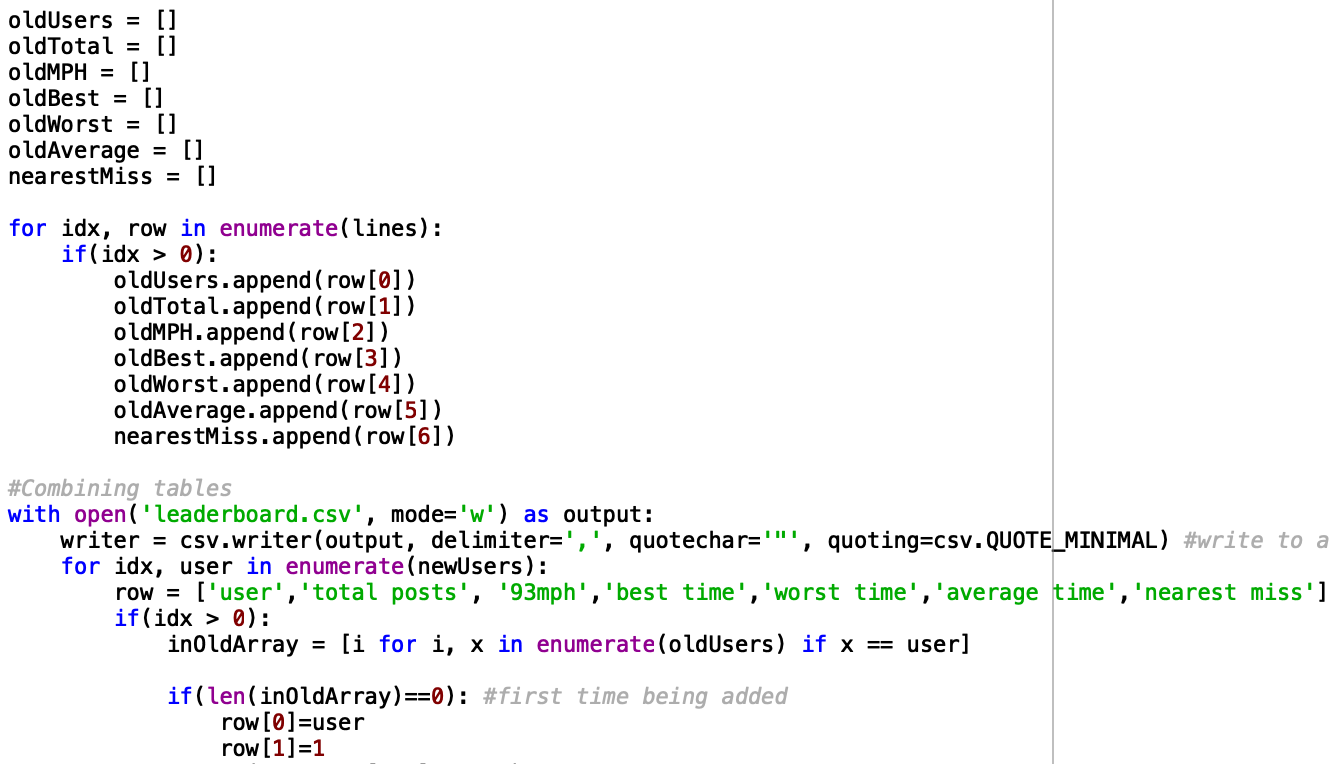 oldUsers = []
oldTotal = []
oldMPH = []
oldBest = []
oldWorst = []
oldAverage = []
nearestMiss = []

for idx, row in enumerate(lines):
    if(idx > 0):
        oldUsers.append(row[0])
        oldTotal.append(row[1])
        oldMPH.append(row[2])
        oldBest.append(row[3])
        oldWorst.append(row[4])
        oldAverage.append(row[5])
        nearestMiss.append(row[6])

#Combining tables
with open('leaderboard.csv', mode='w') as output:
    writer = csv.writer(output, delimiter=',', quotechar='"', quoting=csv.QUOTE_MINIMAL) #write to a
    for idx, user in enumerate(newUsers):
        row = ['user','total posts', '93mph','best time','worst time','average time','nearest miss']
        if(idx > 0):
            inOldArray = [i for i, x in enumerate(oldUsers) if x == user]

            if(len(inOldArray)==0): #first time being added
                row[0]=user
                row[1]=1